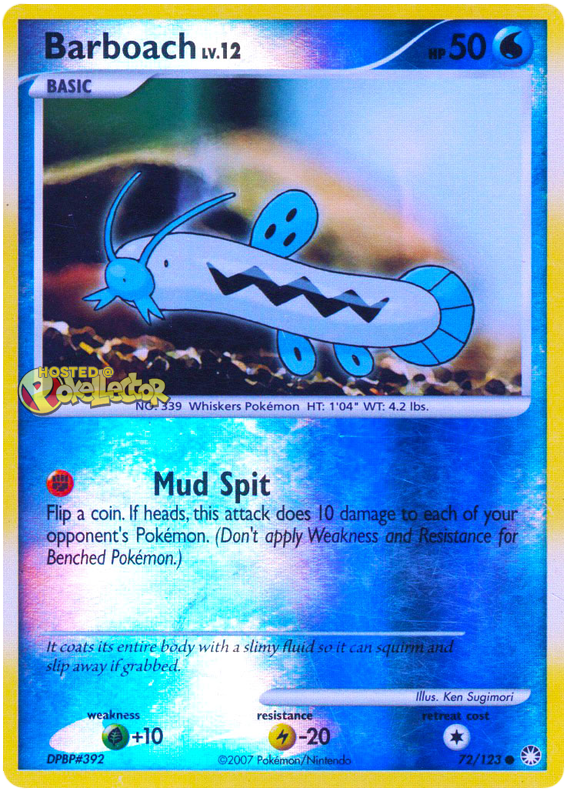 Barboach LV.12
HP 50
BASIC
HOSTED@
PokéLlector
NO. 339 Whiskers Pokémon HT: 1'04" WT: 4.2 lbs.
Mud Spit
Flip a coin. If heads, this attack does 10 damage to each of your
opponent's Pokémon. (Don't apply Weakness and Resistance for
Benched Pokémon.)
It coats its entire body with a slimy fluid so it can squirm and
slip away if grabbed.
Illus. Ken Sugimori
weakness
resistance
retreat cost
+10
-20
DPBP#392
©2007 Pokémon/Nintendo
72/123